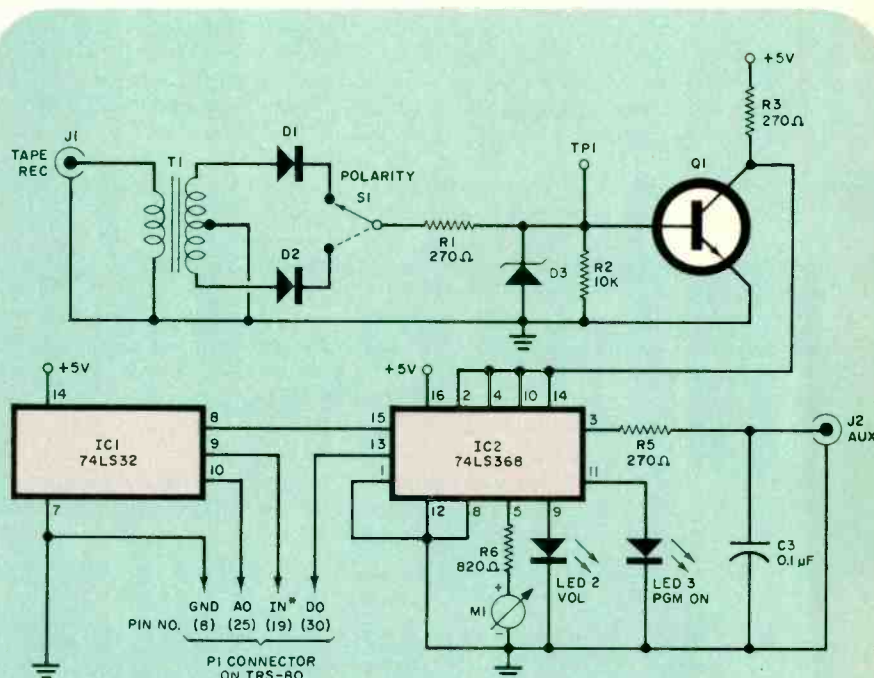 +5V
R3
270Ω
J1
TAPE
REC
T1
D1
POLARITY
S1
D2
R1
270Ω
TP1
D3
R2
10K
Q1
+5V
14
IC1
74LS32
8
9
10
7
+5V
16
2
4
10
14
15
13
1
IC2
74LS368
3
11
12
8
5
9
R5
270Ω
J2
AUX
R6
820Ω
+
M1
-
LED 2
VOL
LED 3
PGM ON
C3
0.1 µF
GND AO IN* DO
PIN NO. (8) (25) (19) (30)
P1 CONNECTOR
ON TRS-80